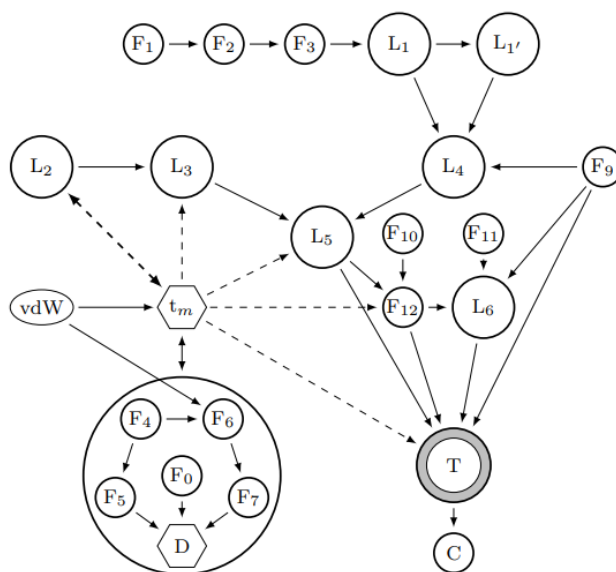 F₁ F₂ F₃ L₁ L₁′
L₂ L₃ L₄ F₉
L₅ F₁₀ F₁₁
vdW tₘ F₁₂ L₆
F₄ F₆
F₅ F₀ F₇ T
D C